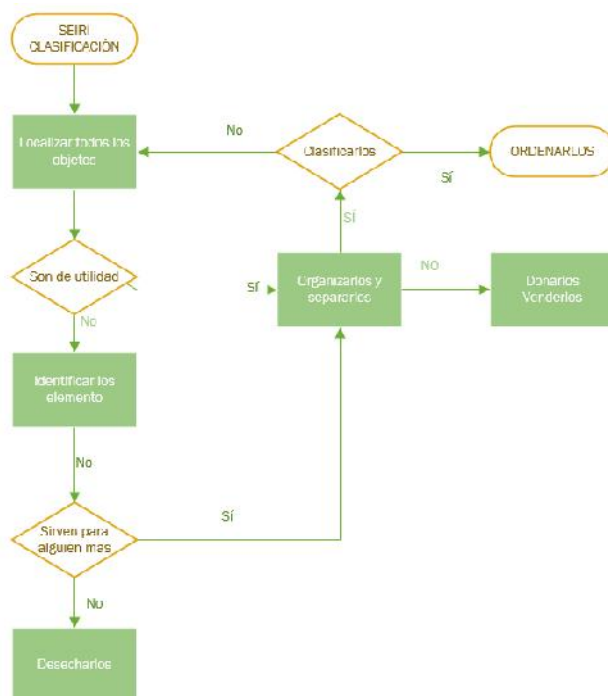 SEIRI
CLASIFICACIÓN
Localizar todos los
objetos
No
Clasificarlos
Sí
ORDENARLOS
SÍ
Son de utilidad
Sí
Organizarlos y
separarlos
NO
Donarlos
Venderlos
No
Identificar los
elemento
No
Sirven para
alguien mas
Sí
No
Desecharlos